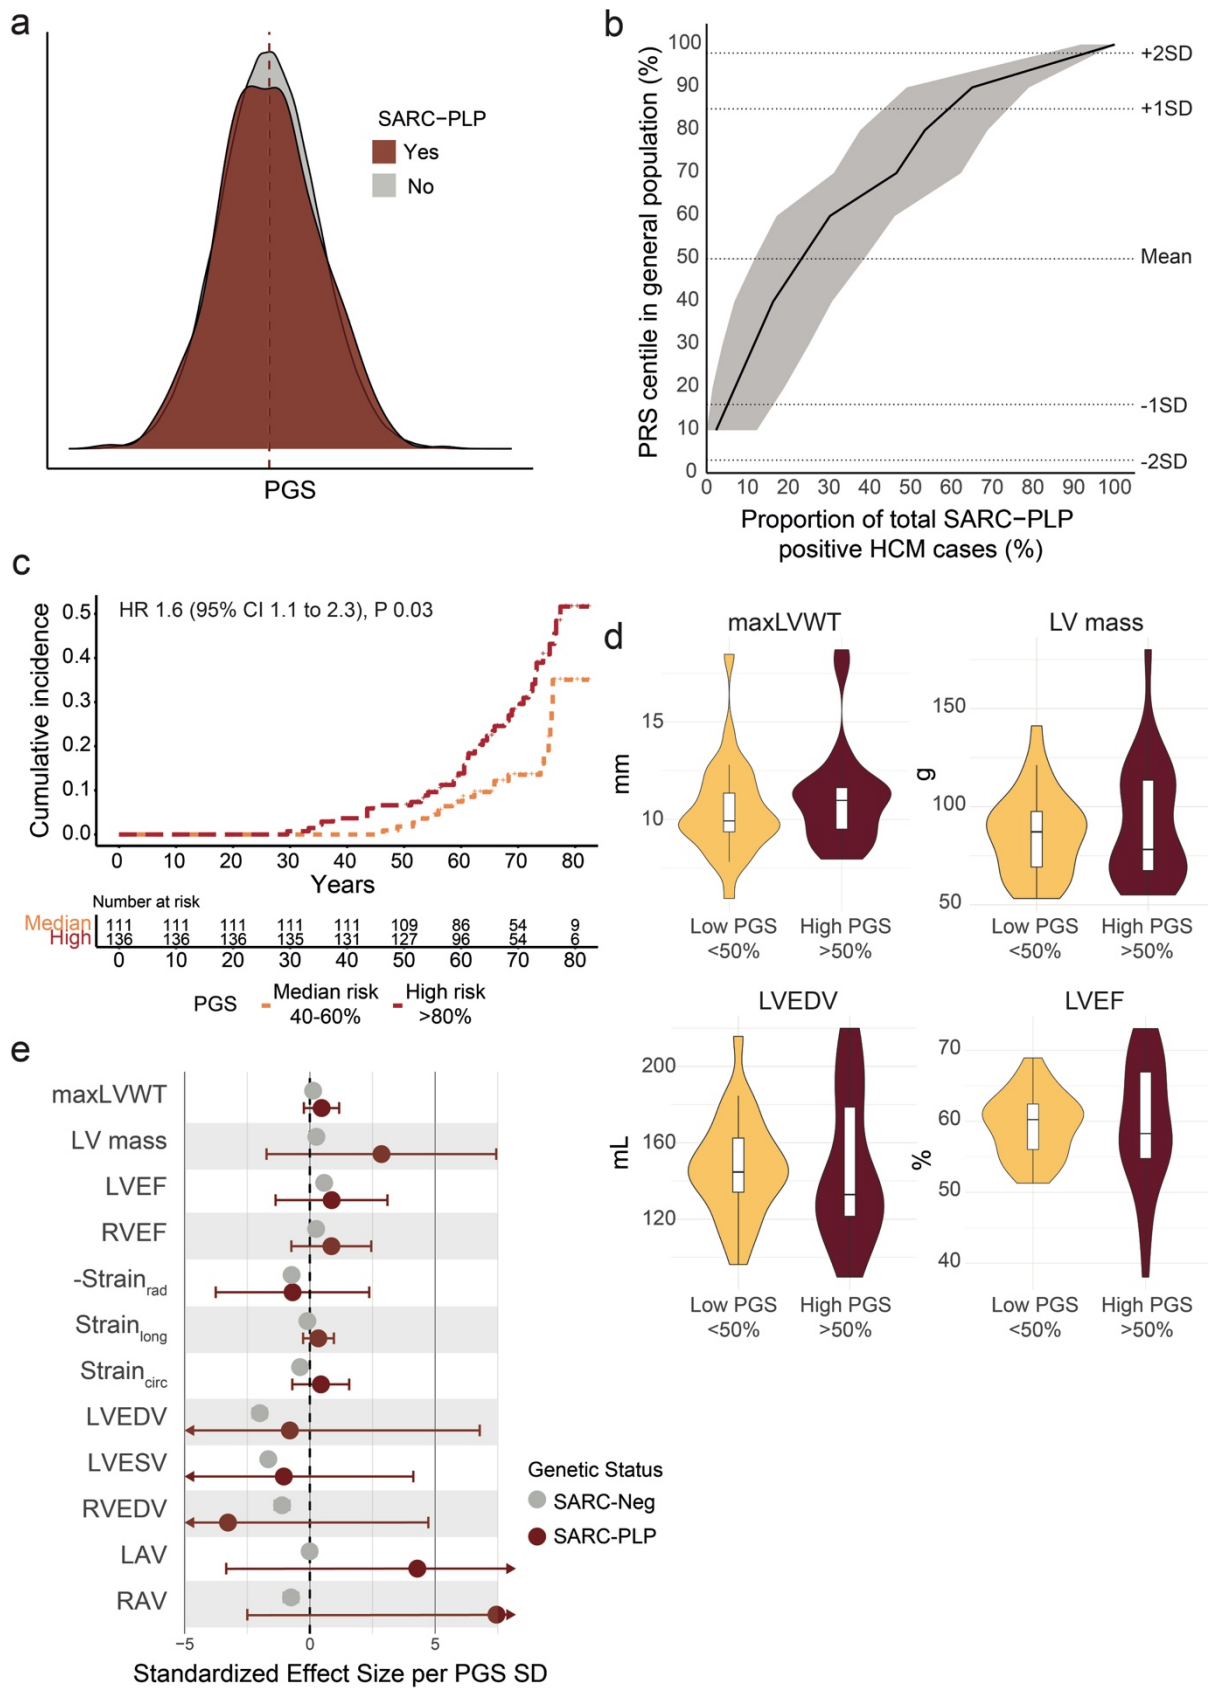 a
SARC−PLP
Yes
No
PGS
b
PRS centile in general population (%)
100
90
80
70
60
50
40
30
20
10
0
+2SD
+1SD
Mean
-1SD
-2SD
0 10 20 30 40 50 60 70 80 90 100
Proportion of total SARC−PLP
positive HCM cases (%)
c
HR 1.6 (95% CI 1.1 to 2.3), P 0.03
Cumulative incidence
0.5
0.4
0.3
0.2
0.1
0.0
0 10 20 30 40 50 60 70 80
Years
Number at risk
Median 111 111 111 111 111 109 86 54 9
High 136 136 136 135 131 127 96 54 6
0 10 20 30 40 50 60 70 80
PGS Median risk 40-60% High risk >80%
d
maxLVWT
mm
15
10
Low PGS High PGS
<50% >50%
LV mass
g
150
100
50
Low PGS High PGS
<50% >50%
LVEDV
mL
200
160
120
Low PGS High PGS
<50% >50%
LVEF
%
70
60
50
40
Low PGS High PGS
<50% >50%
e
maxLVWT
LV mass
LVEF
RVEF
-Strain rad
Strain long
Strain circ
LVEDV
LVESV
RVEDV
LAV
RAV
−5 0 5
Standardized Effect Size per PGS SD
Genetic Status
SARC-Neg
SARC-PLP